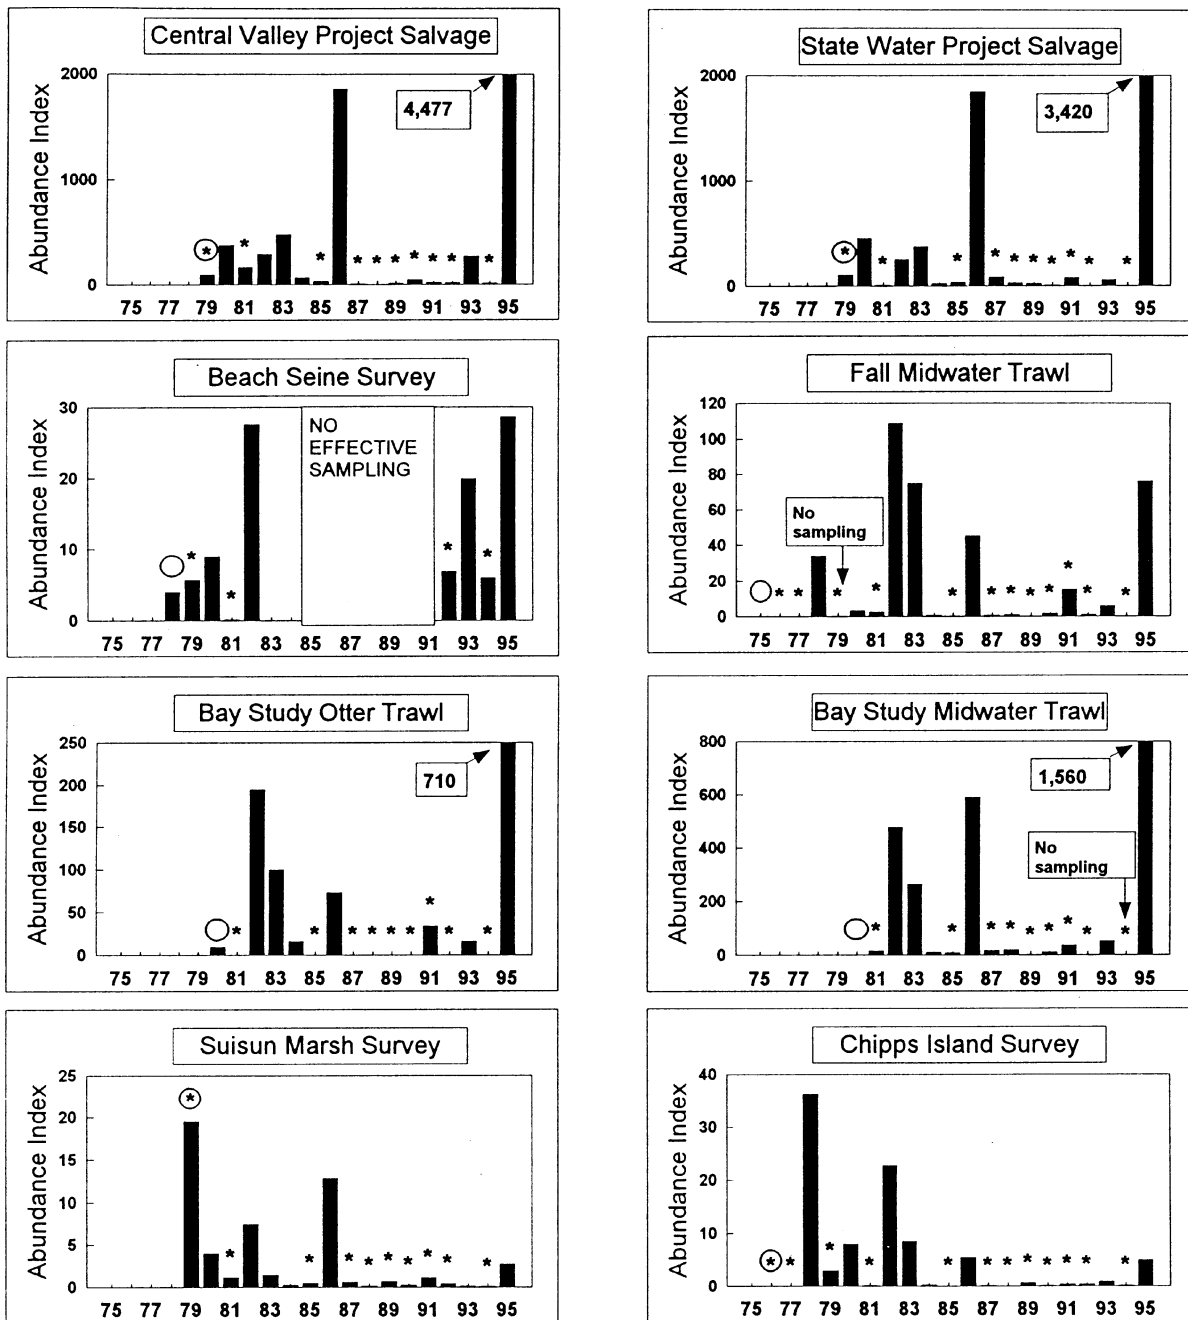 Central Valley Project Salvage
Abundance Index
2000
1000
0
4,477
*
*
*
*
*
*
*
*
*
*
75 77 79 81 83 85 87 89 91 93 95
State Water Project Salvage
Abundance Index
2000
1000
0
3,420
*
*
*
*
*
*
*
*
*
*
75 77 79 81 83 85 87 89 91 93 95
Beach Seine Survey
Abundance Index
30
20
10
0
NO
EFFECTIVE
SAMPLING
*
*
*
*
75 77 79 81 83 85 87 89 91 93 95
Fall Midwater Trawl
Abundance Index
120
100
80
60
40
20
0
No
sampling
* * * * * * * * * * * *
75 77 79 81 83 85 87 89 91 93 95
Bay Study Otter Trawl
Abundance Index
250
200
150
100
50
0
710
* * * * * * * * *
75 77 79 81 83 85 87 89 91 93 95
Bay Study Midwater Trawl
Abundance Index
800
600
400
200
0
1,560
No
sampling
* * * * * * * * *
75 77 79 81 83 85 87 89 91 93 95
Suisun Marsh Survey
Abundance Index
25
20
15
10
5
0
* * * * * * * * * *
75 77 79 81 83 85 87 89 91 93 95
Chipps Island Survey
Abundance Index
40
30
20
10
0
* * * * * * * * * * * *
75 77 79 81 83 85 87 89 91 93 95